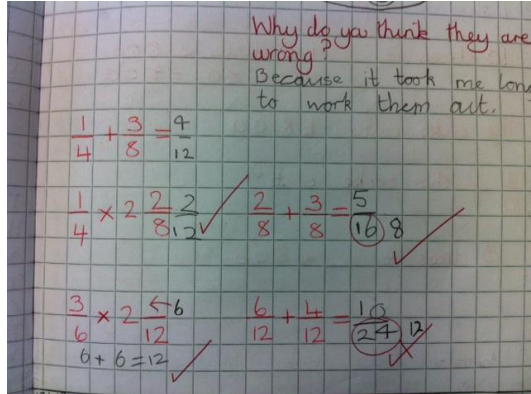 Why do you think they are
wrong?
Because it took me long
to work them out.
1/4 + 3/8 = 4/12
1/4 × 2 2/8 2/12 ✓ 2/8 + 3/8 = 5/16 8 ✓
3/6 × 2 ←6/12 6/12 + 4/12 = 10/24 12
6 + 6 = 12 ✓